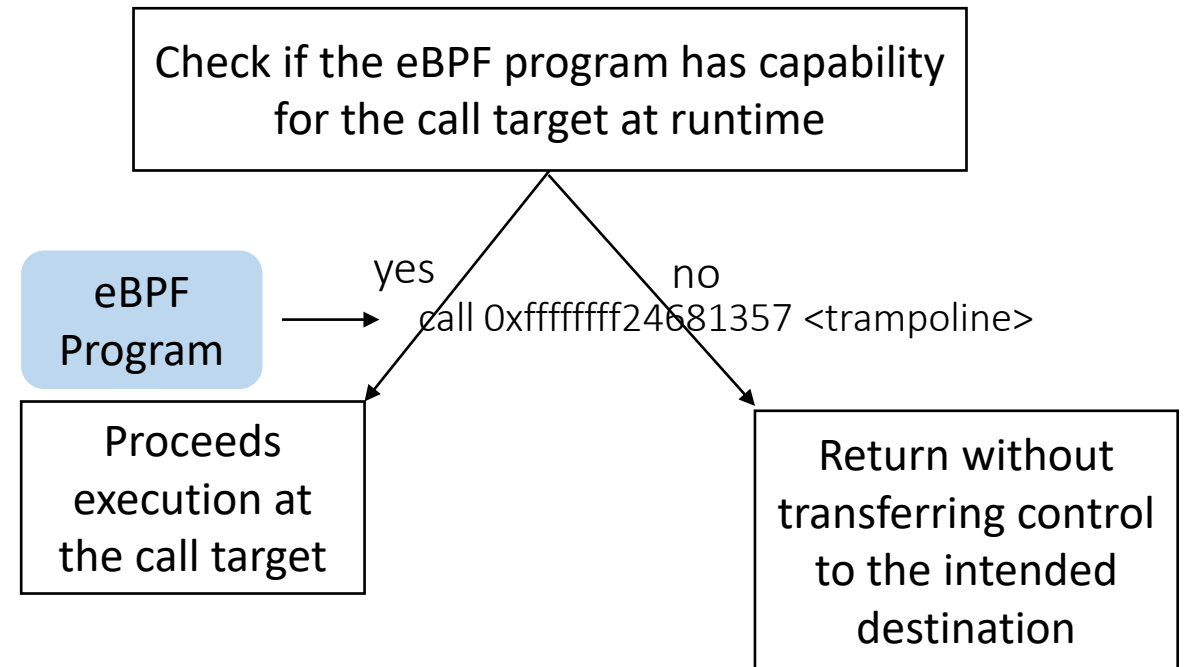 Check if the eBPF program has capability
for the call target at runtime
yes
no
eBPF
Program
call 0xffffffff24681357 <trampoline>
Proceeds
execution at
the call target
Return without
transferring control
to the intended
destination